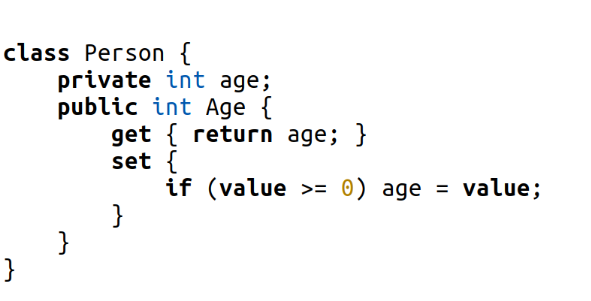 class Person {
    private int age;
    public int Age {
        get { return age; }
        set {
            if (value >= 0) age = value;
        }
    }
}